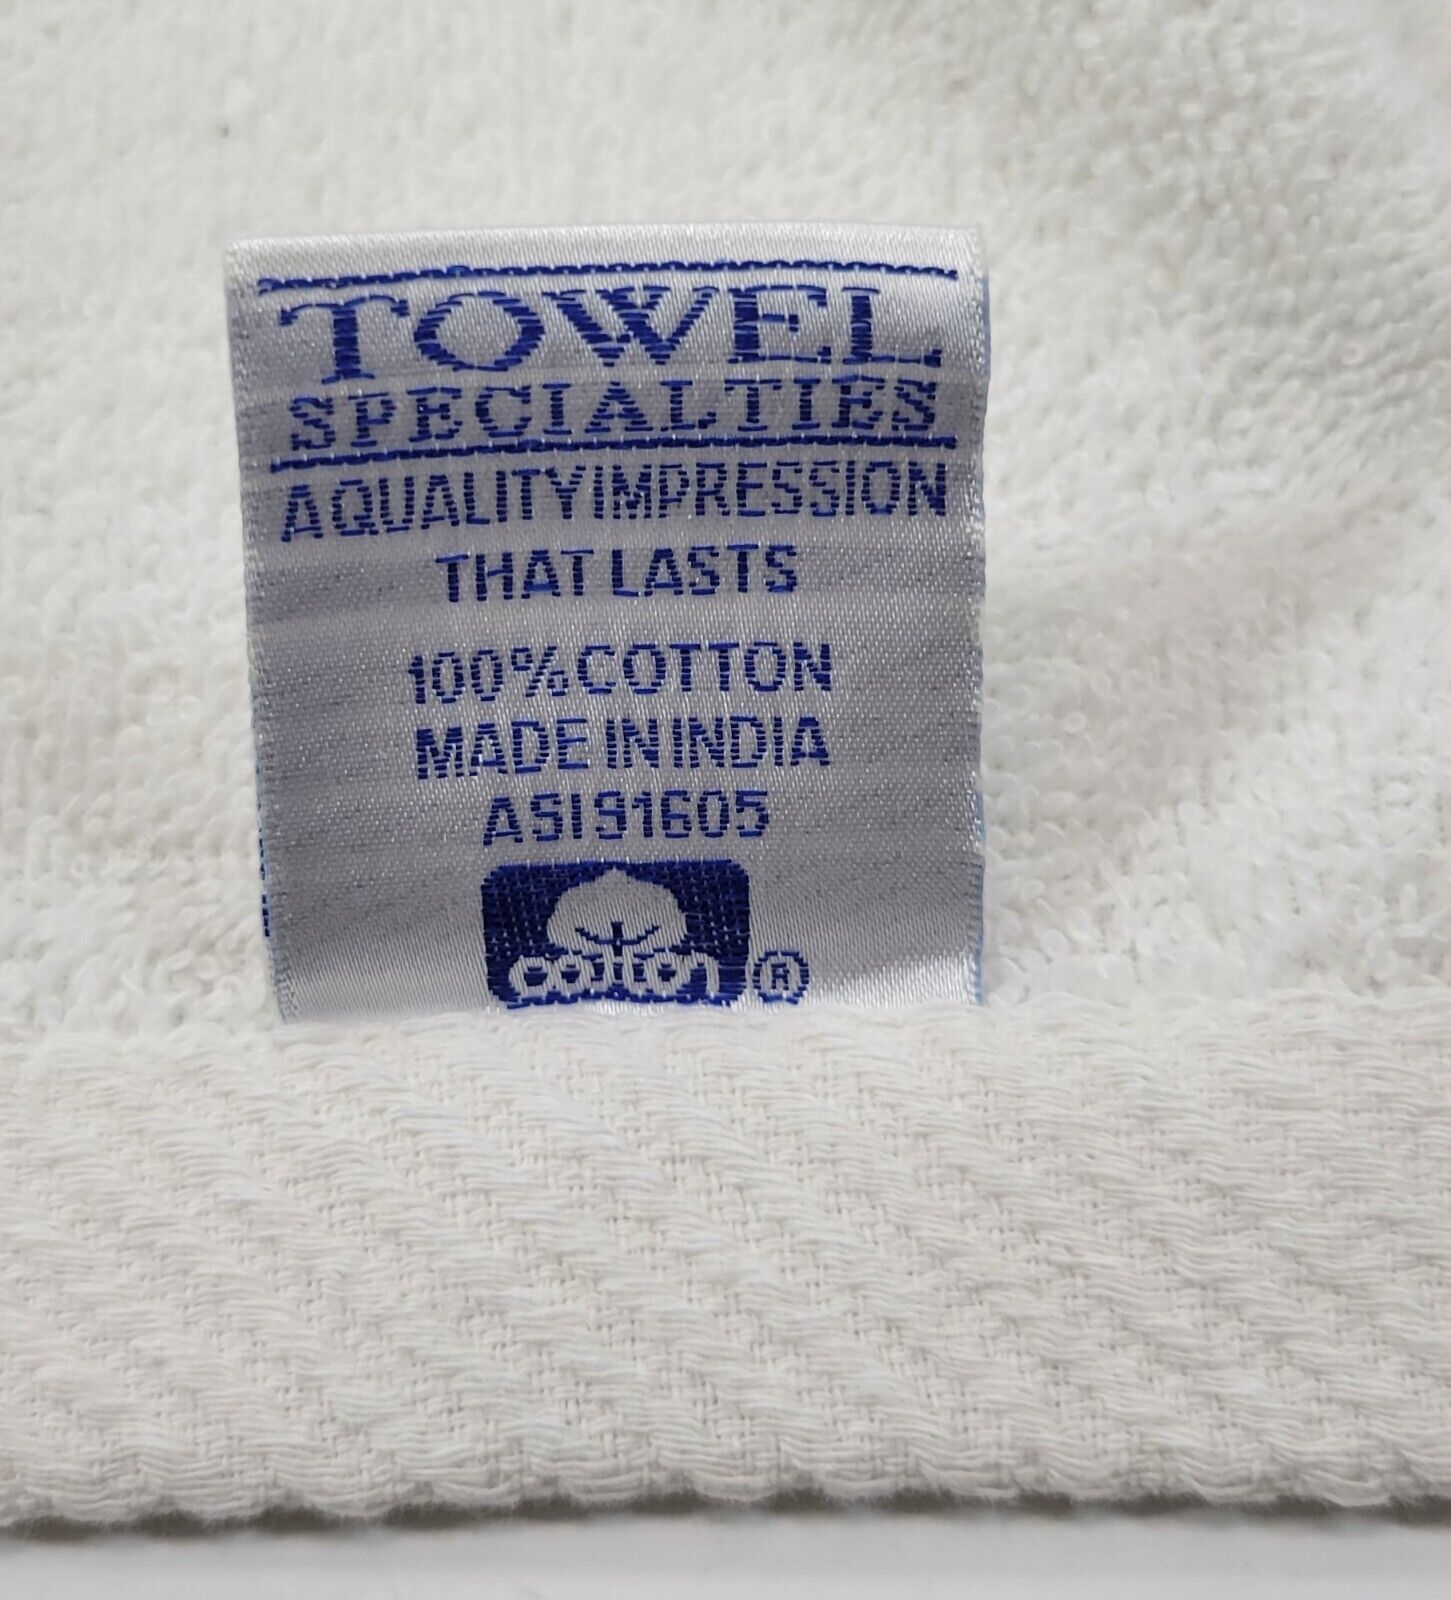 TOWEL
SPECIALTIES
A QUALITY IMPRESSION
THAT LASTS
100% COTTON
MADE IN INDIA
ASI 91605
cotton ®